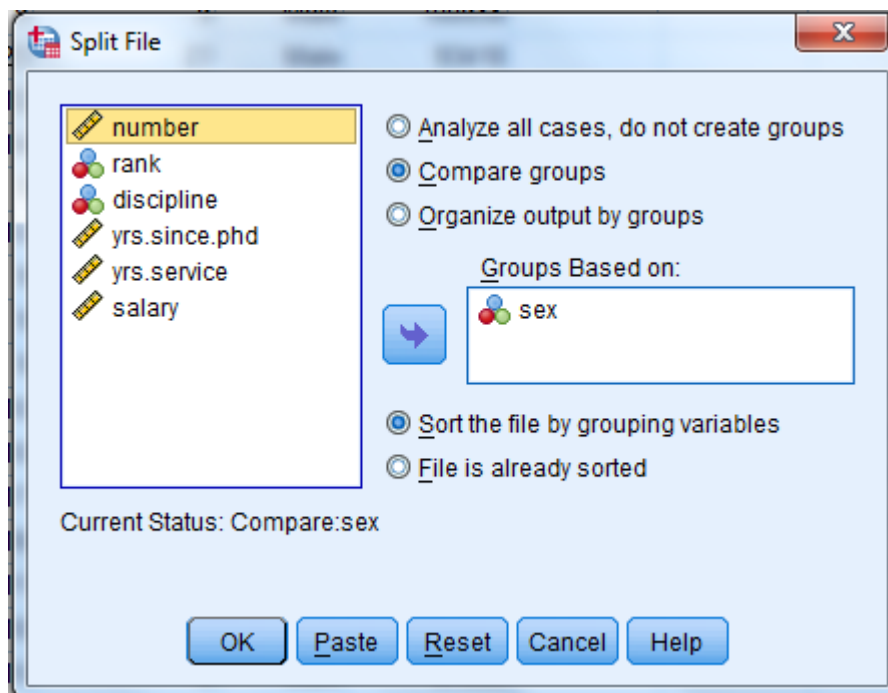 Split File
number
rank
discipline
yrs.since.phd
yrs.service
salary
Analyze all cases, do not create groups
Compare groups
Organize output by groups
Groups Based on:
sex
Sort the file by grouping variables
File is already sorted
Current Status: Compare:sex
OK Paste Reset Cancel Help